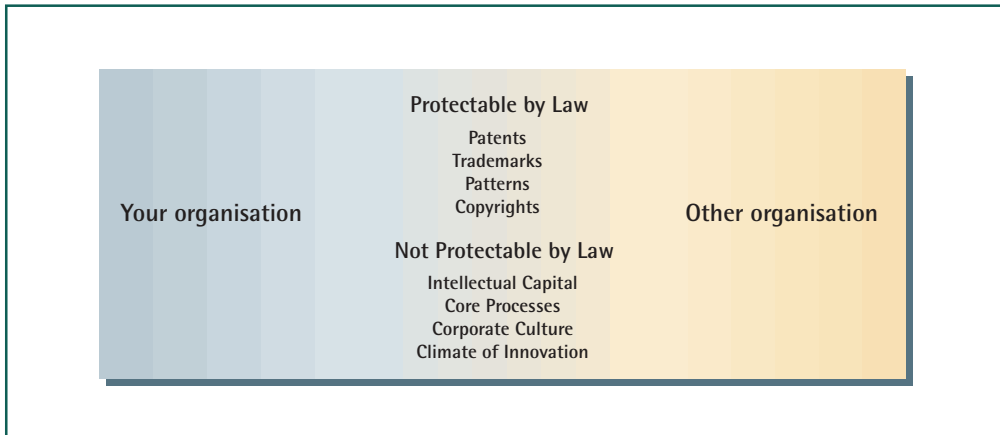 Protectable by Law
Patents
Trademarks
Patterns
Copyrights
Your organisation
Other organisation
Not Protectable by Law
Intellectual Capital
Core Processes
Corporate Culture
Climate of Innovation